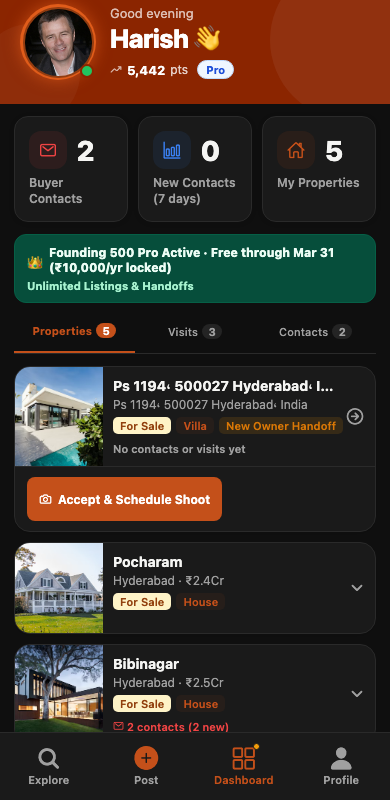 Good evening
Harish 👋
5,442 pts Pro
2
Buyer
Contacts
0
New Contacts
(7 days)
5
My Properties
👑 Founding 500 Pro Active · Free through Mar 31
(₹10,000/yr locked)
Unlimited Listings & Handoffs
Properties 5
Visits 3
Contacts 2
Ps 1194، 500027 Hyderabad، I...
Ps 1194، 500027 Hyderabad، India
For Sale Villa New Owner Handoff
No contacts or visits yet
Accept & Schedule Shoot
Pocharam
Hyderabad · ₹2.4Cr
For Sale House
Bibinagar
Hyderabad · ₹2.5Cr
For Sale House
2 contacts (2 new)
Explore
Post
Dashboard
Profile